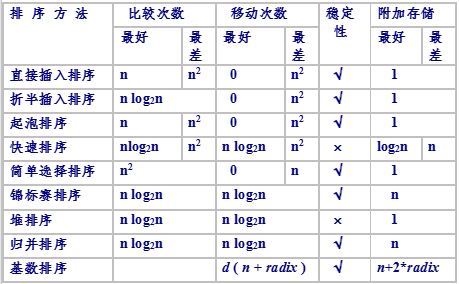 排 序 方 法 比较次数 移动次数 稳定性 附加存储
最好 最差 最好 最差 最好 最差
直接插入排序 n n² 0 n² √ 1
折半插入排序 n log₂n 0 n² √ 1
起泡排序 n n² 0 n² √ 1
快速排序 nlog₂n n² n log₂n n² × log₂n n
简单选择排序 n² 0 n √ 1
锦标赛排序 n log₂n n log₂n √ n
堆排序 n log₂n n log₂n × 1
归并排序 n log₂n n log₂n √ n
基数排序 d ( n + radix ) √ n+2*radix